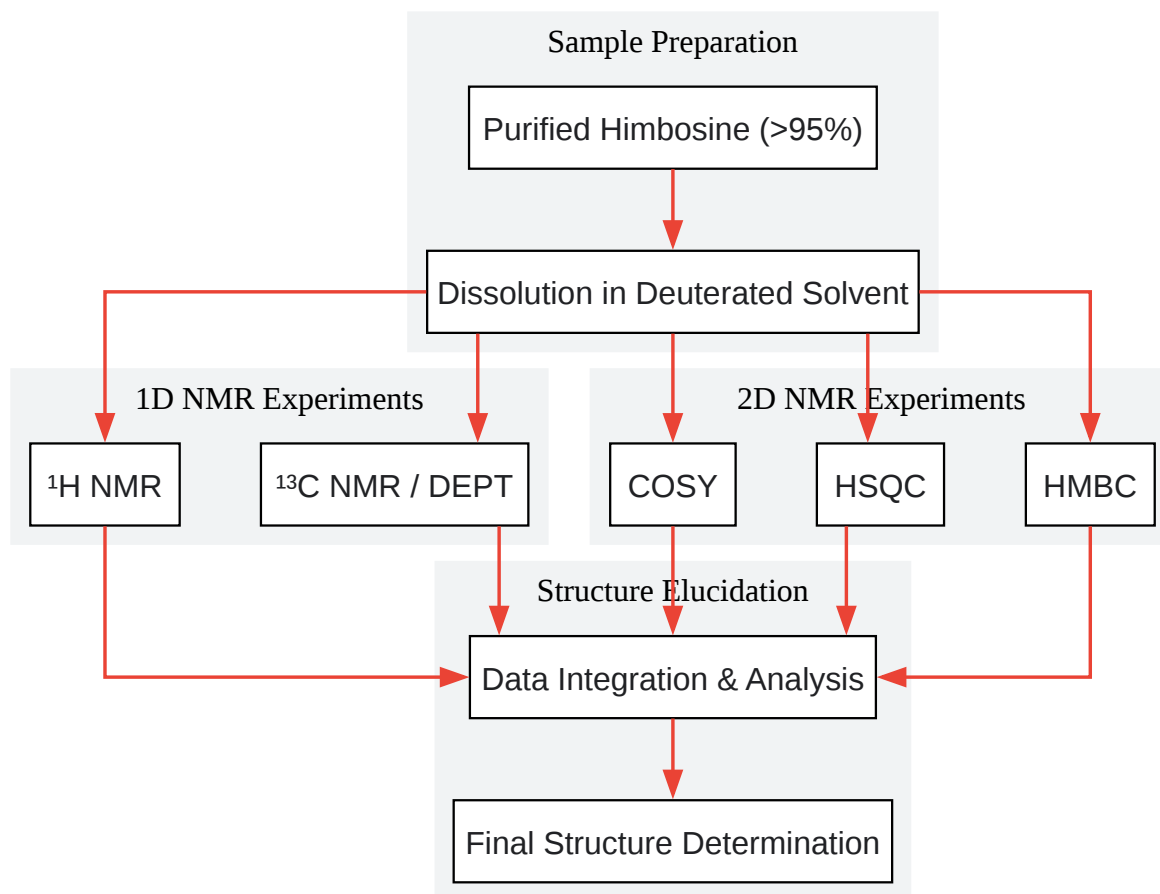 Sample Preparation
Purified Himbosine (>95%)
Dissolution in Deuterated Solvent
1D NMR Experiments
2D NMR Experiments
¹H NMR
¹³C NMR / DEPT
COSY
HSQC
HMBC
Structure Elucidation
Data Integration & Analysis
Final Structure Determination